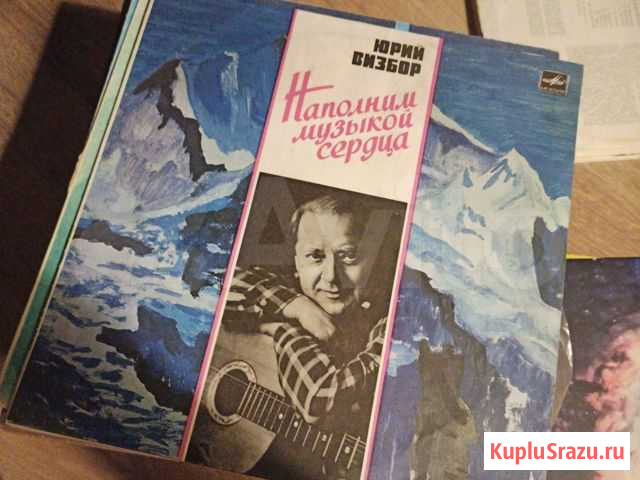 ЮРИЙ
ВИЗБОР
Наполним
музыкой
сердца
KupluSrazu.ru